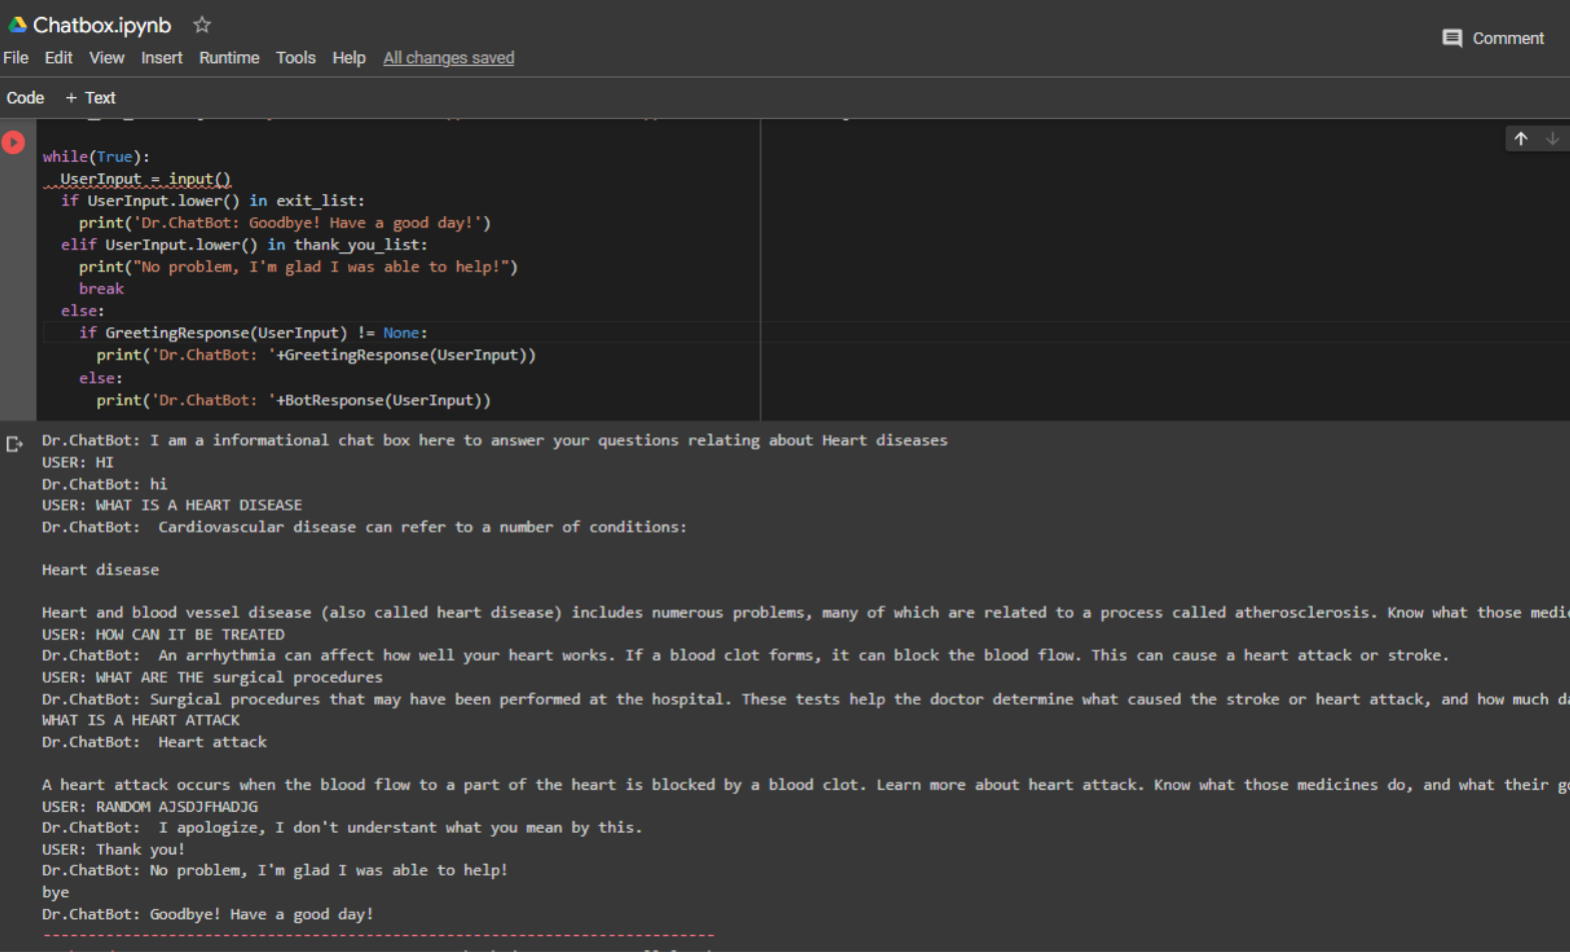 Chatbox.ipynb
Comment
File Edit View Insert Runtime Tools Help All changes saved
Code + Text
while(True):
UserInput = input()
if UserInput.lower() in exit_list:
print('Dr.ChatBot: Goodbye! Have a good day!')
elif UserInput.lower() in thank_you_list:
print("No problem, I'm glad I was able to help!")
break
else:
if GreetingResponse(UserInput) != None:
print('Dr.ChatBot: '+GreetingResponse(UserInput))
else:
print('Dr.ChatBot: '+BotResponse(UserInput))
Dr.ChatBot: I am a informational chat box here to answer your questions relating about Heart diseases
USER: HI
Dr.ChatBot: hi
USER: WHAT IS A HEART DISEASE
Dr.ChatBot:  Cardiovascular disease can refer to a number of conditions:
Heart disease
Heart and blood vessel disease (also called heart disease) includes numerous problems, many of which are related to a process called atherosclerosis. Know what those
USER: HOW CAN IT BE TREATED
Dr.ChatBot:  An arrhythmia can affect how well your heart works. If a blood clot forms, it can block the blood flow. This can cause a heart attack or stroke.
USER: WHAT ARE THE surgical procedures
Dr.ChatBot: Surgical procedures that may have been performed at the hospital. These tests help the doctor determine what caused the stroke or heart attack, and how much
WHAT IS A HEART ATTACK
Dr.ChatBot:  Heart attack
A heart attack occurs when the blood flow to a part of the heart is blocked by a blood clot. Learn more about heart attack. Know what those medicines do, and what their
USER: RANDOM AJSDJFHADJG
Dr.ChatBot:  I apologize, I don't understant what you mean by this.
USER: Thank you!
Dr.ChatBot: No problem, I'm glad I was able to help!
bye
Dr.ChatBot: Goodbye! Have a good day!